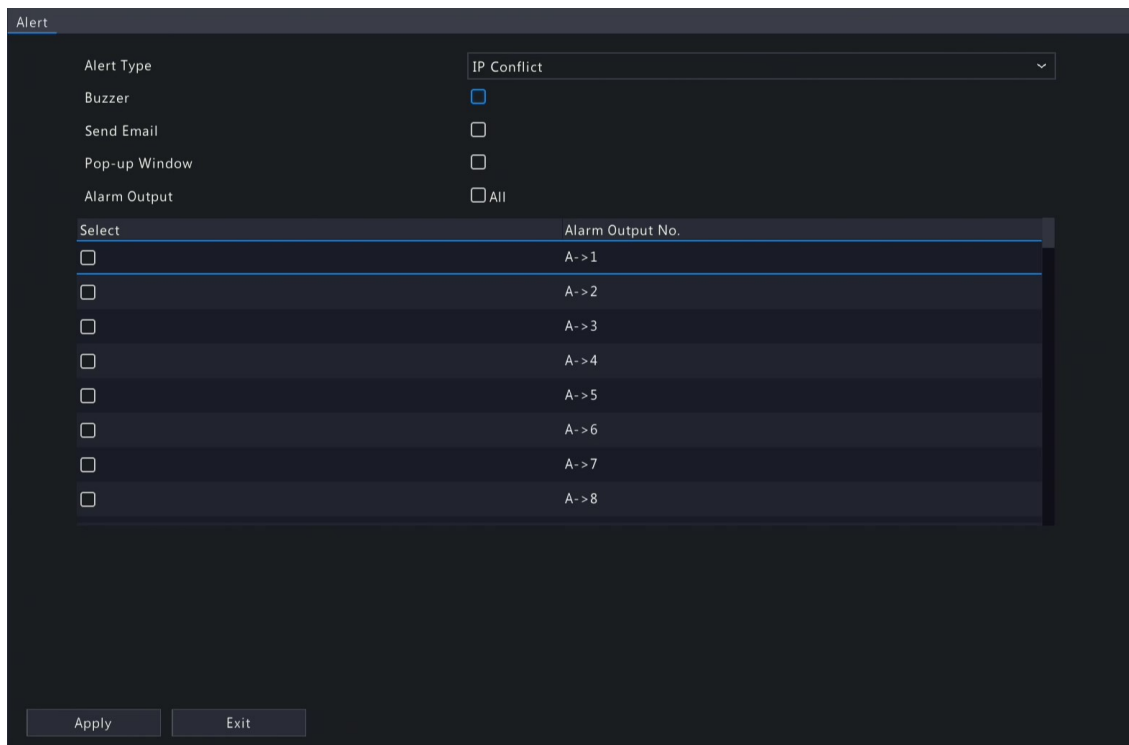 Alert
Alert Type IP Conflict
Buzzer
Send Email
Pop-up Window
Alarm Output All
Select Alarm Output No.
A->1
A->2
A->3
A->4
A->5
A->6
A->7
A->8
Apply Exit